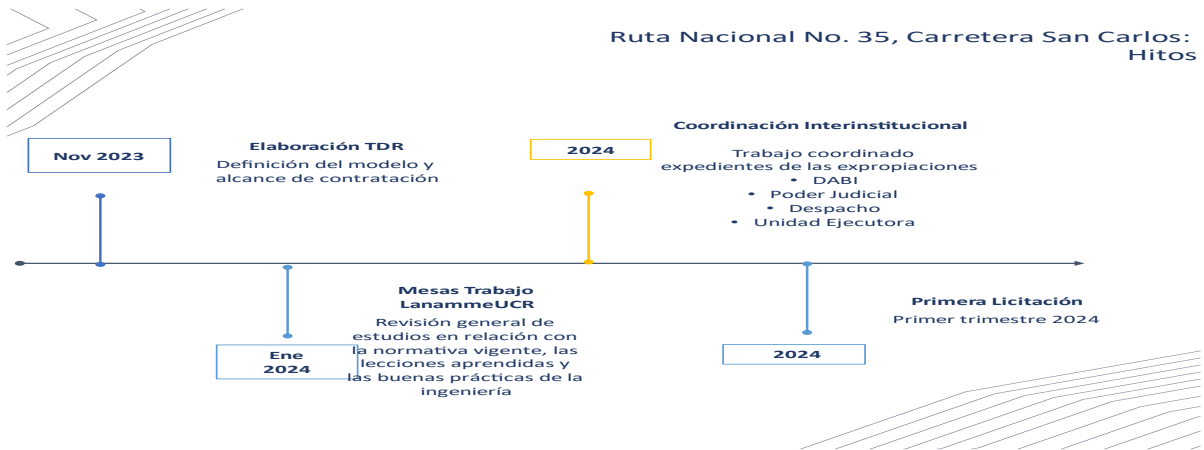 Ruta Nacional No. 35, Carretera San Carlos:
Hitos
Nov 2023
Elaboración TDR
Definición del modelo y
alcance de contratación
2024
Coordinación Interinstitucional
Trabajo coordinado
expedientes de las expropiaciones
• DABI
• Poder Judicial
• Despacho
• Unidad Ejecutora
Ene
2024
Mesas Trabajo
LanammeUCR
Revisión general de
estudios en relación con
la normativa vigente, las
lecciones aprendidas y
las buenas prácticas de la
ingeniería
2024
Primera Licitación
Primer trimestre 2024